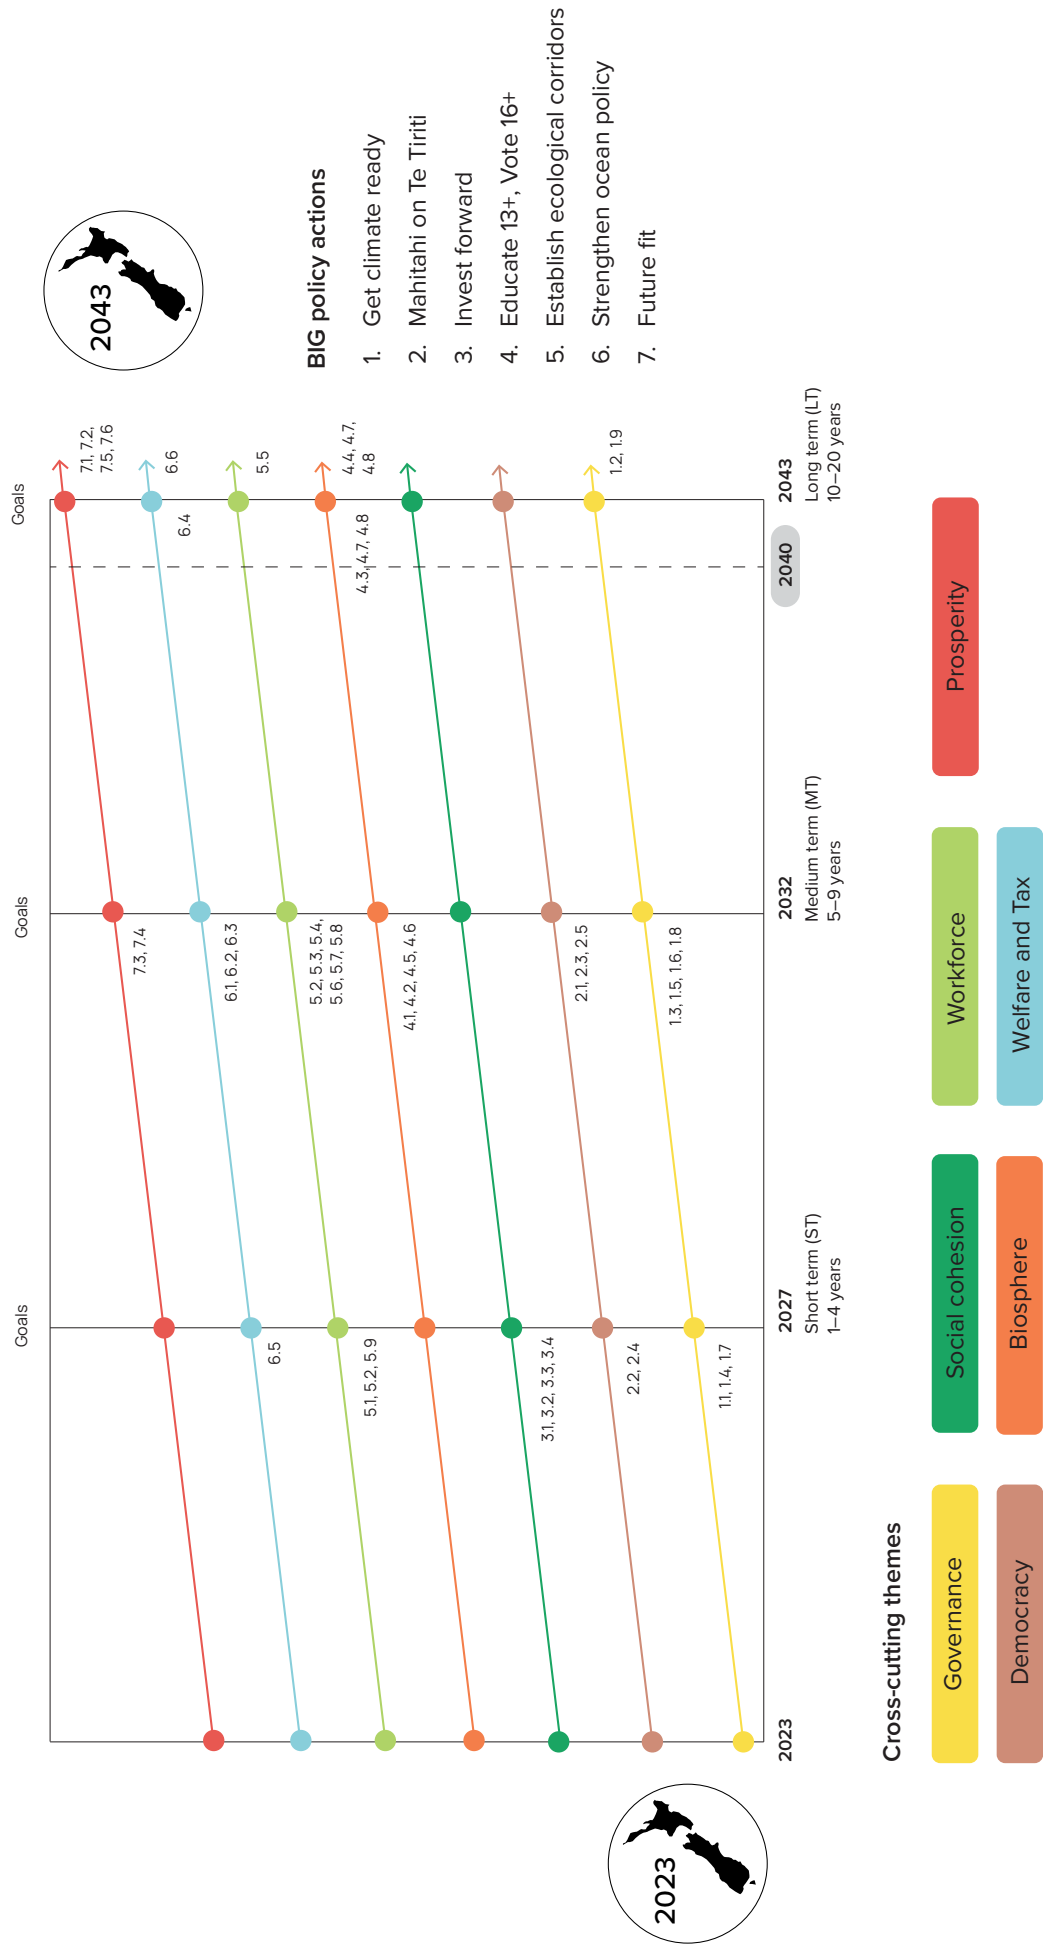 2043
Goals
Goals
Goals
7.1, 7.2,
7.5, 7.6
7.3, 7.4
6.6
6.4
6.1, 6.2, 6.3
6.5
5.5
5.2, 5.3, 5.4,
5.6, 5.7, 5.8
5.1, 5.2, 5.9
4.4, 4.7,
4.8
4.3, 4.7, 4.8
4.1, 4.2, 4.5, 4.6
3.1, 3.2, 3.3, 3.4
2.1, 2.3, 2.5
2.2, 2.4
1.2, 1.9
1.3, 1.5, 1.6, 1.8
1.1, 1.4, 1.7
2023
2023
2027
Short term (ST)
1–4 years
2032
Medium term (MT)
5–9 years
2040
2043
Long term (LT)
10–20 years
BIG policy actions
1. Get climate ready
2. Mahitahi on Te Tiriti
3. Invest forward
4. Educate 13+, Vote 16+
5. Establish ecological corridors
6. Strengthen ocean policy
7. Future fit
Cross-cutting themes
Governance
Social cohesion
Workforce
Prosperity
Democracy
Biosphere
Welfare and Tax